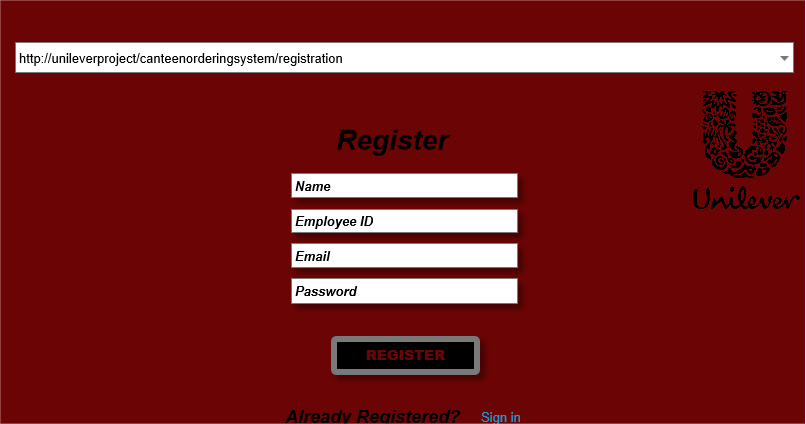 http://unileverproject/canteenorderingsystem/registration
Unilever
Register
Name
Employee ID
Email
Password
REGISTER
Already Registered? Sign in